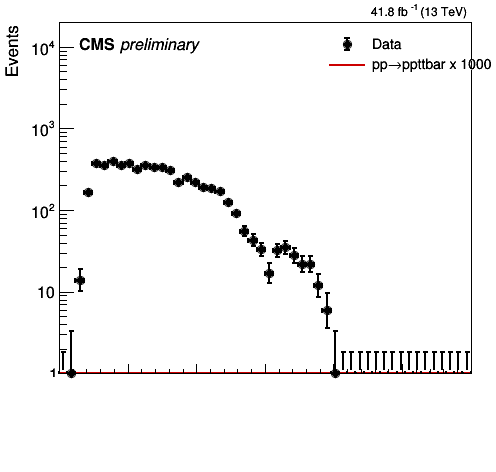 41.8 fb⁻¹ (13 TeV)
Events
CMS preliminary
Data
pp→ppttbar x 1000
10⁴
10³
10²
10
1